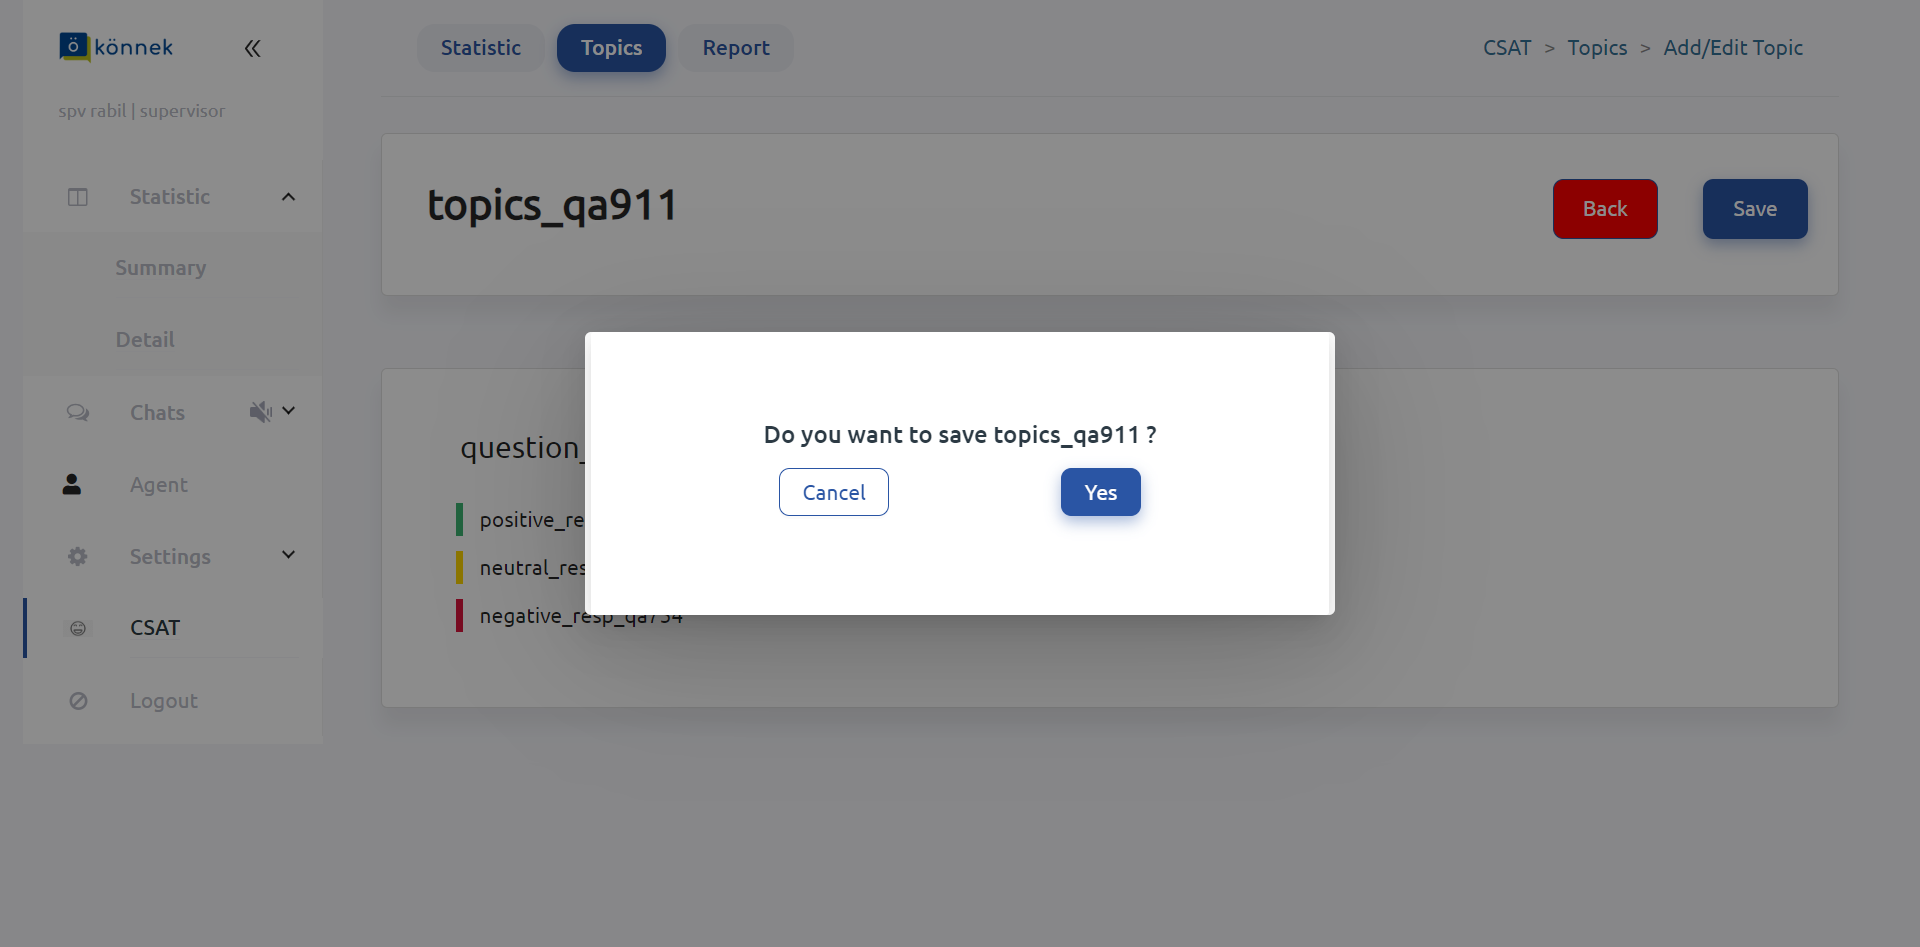 könnek
spv rabil | supervisor
Statistic
Summary
Detail
Chats
Agent
Settings
CSAT
Logout
Statistic Topics Report
CSAT > Topics > Add/Edit Topic
topics_qa911
Back Save
question_
positive_re
neutral_res
negative_resp_qa754
Do you want to save topics_qa911 ?
Cancel Yes